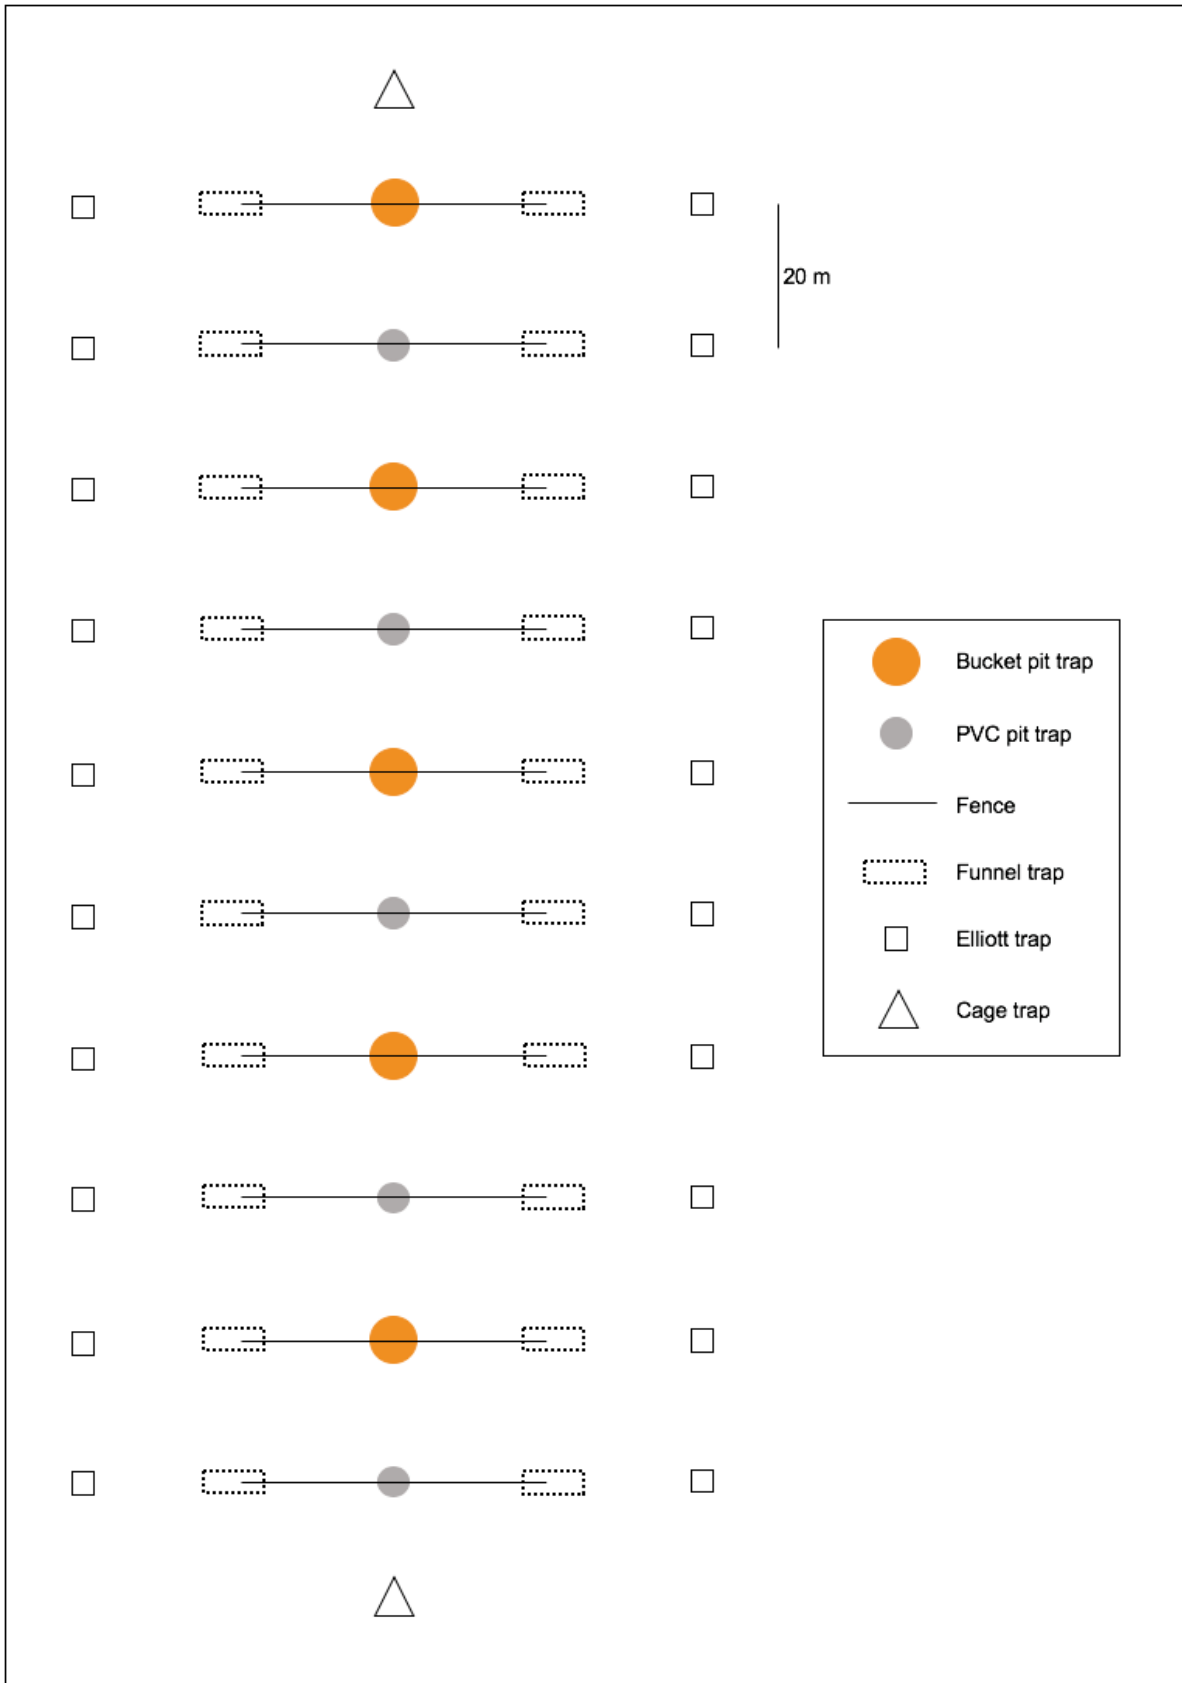 20 m
Bucket pit trap
PVC pit trap
Fence
Funnel trap
Elliott trap
Cage trap